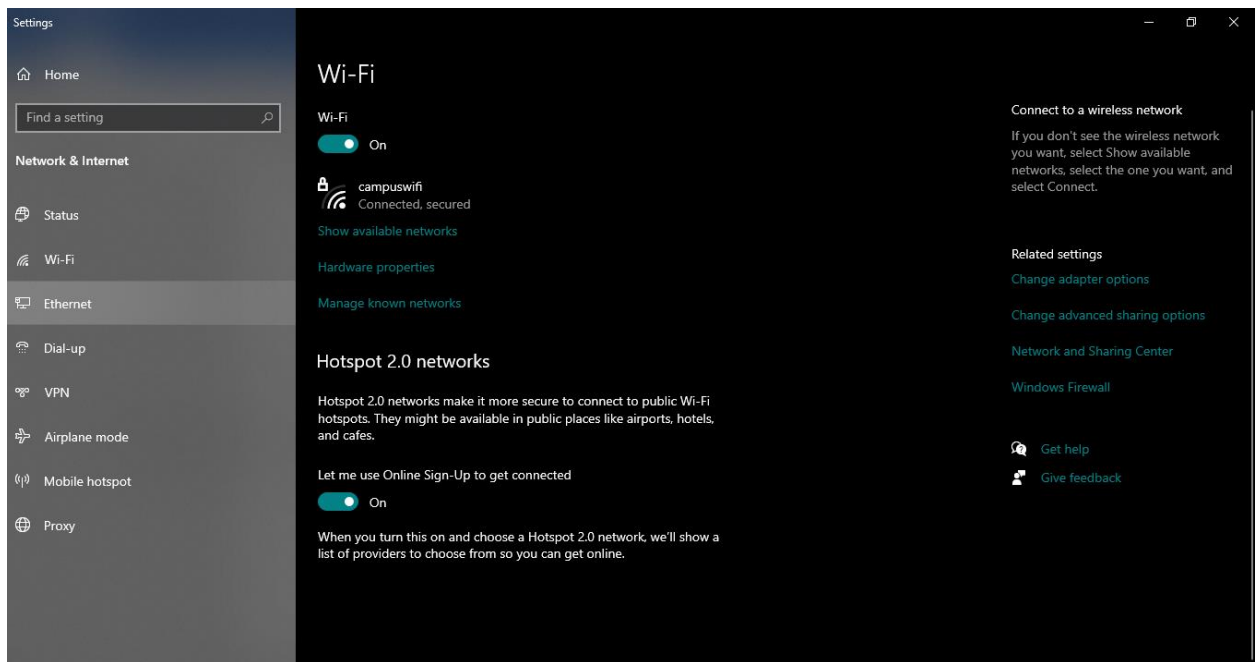 Settings
Home
Find a setting
Network & Internet
Status
Wi-Fi
Ethernet
Dial-up
VPN
Airplane mode
Mobile hotspot
Proxy
Wi-Fi
Wi-Fi
On
campuswifi
Connected, secured
Show available networks
Hardware properties
Manage known networks
Hotspot 2.0 networks
Hotspot 2.0 networks make it more secure to connect to public Wi-Fi
hotspots. They might be available in public places like airports, hotels,
and cafes.
Let me use Online Sign-Up to get connected
On
When you turn this on and choose a Hotspot 2.0 network, we'll show a
list of providers to choose from so you can get online.
Connect to a wireless network
If you don't see the wireless network
you want, select Show available
networks, select the one you want, and
select Connect.
Related settings
Change adapter options
Change advanced sharing options
Network and Sharing Center
Windows Firewall
Get help
Give feedback